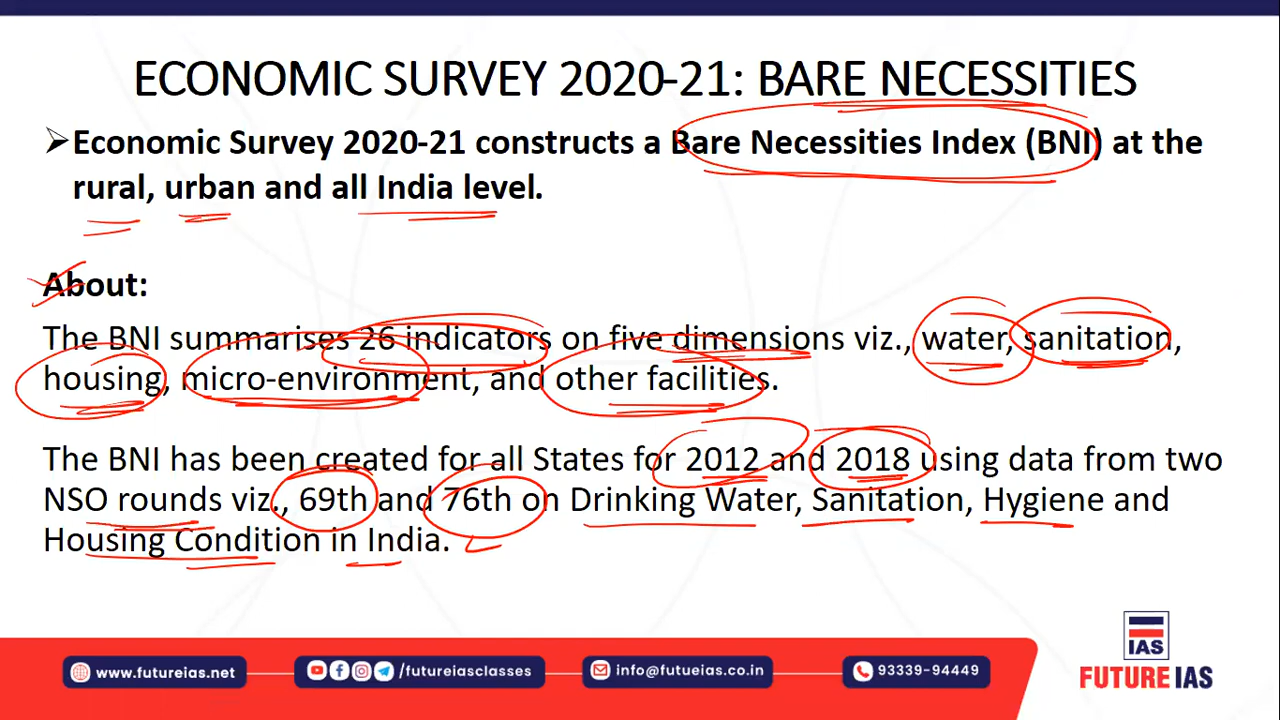 ECONOMIC SURVEY 2020-21: BARE NECESSITIES
Economic Survey 2020-21 constructs a Bare Necessities Index (BNI) at the
rural, urban and all India level.
About:
The BNI summarises 26 indicators on five dimensions viz., water, sanitation,
housing, micro-environment, and other facilities.
The BNI has been created for all States for 2012 and 2018 using data from two
NSO rounds viz., 69th and 76th on Drinking Water, Sanitation, Hygiene and
Housing Condition in India.
IAS
www.futureias.net
/futureiasclasses
info@futueias.co.in
93339-94449
FUTURE IAS